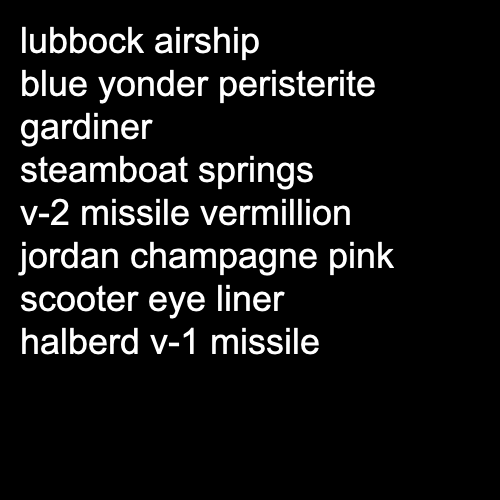 lubbock airship
blue yonder peristerite
gardiner
steamboat springs
v-2 missile vermillion
jordan champagne pink
scooter eye liner
halberd v-1 missile